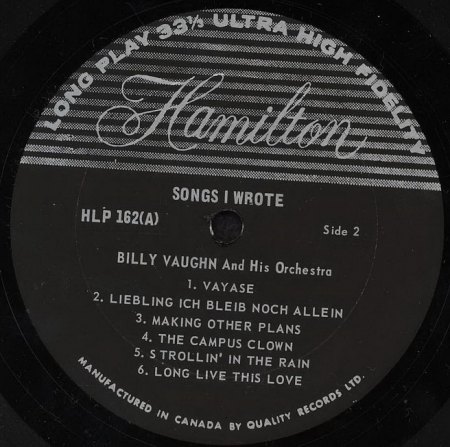 LONG PLAY 33⅓ ULTRA HIGH FIDELITY
Hamilton
SONGS I WROTE
HLP 162(A) Side 2
BILLY VAUGHN And His Orchestra
1. VAYASE
2. LIEBLING ICH BLEIB NOCH ALLEIN
3. MAKING OTHER PLANS
4. THE CAMPUS CLOWN
5. STROLLIN' IN THE RAIN
6. LONG LIVE THIS LOVE
MANUFACTURED IN CANADA BY QUALITY RECORDS LTD.